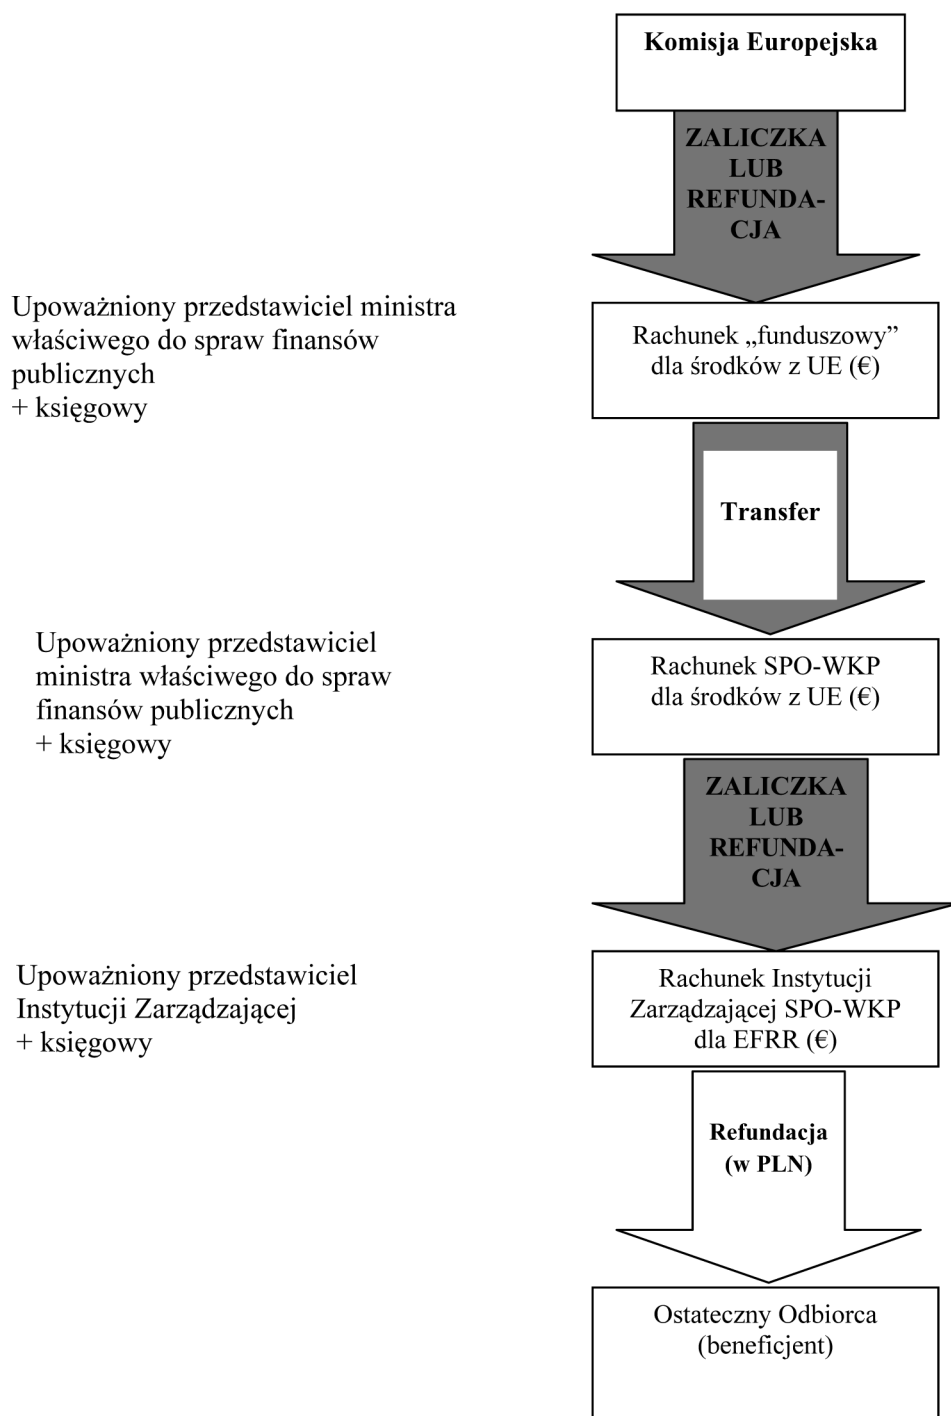 Komisja Europejska
ZALICZKA
LUB
REFUNDA-
CJA
Upoważniony przedstawiciel ministra
właściwego do spraw finansów
publicznych
+ księgowy
Rachunek „funduszowy”
dla środków z UE (€)
Transfer
Upoważniony przedstawiciel
ministra właściwego do spraw
finansów publicznych
+ księgowy
Rachunek SPO-WKP
dla środków z UE (€)
ZALICZKA
LUB
REFUNDA-
CJA
Upoważniony przedstawiciel
Instytucji Zarządzającej
+ księgowy
Rachunek Instytucji
Zarządzającej SPO-WKP
dla EFRR (€)
Refundacja
(w PLN)
Ostateczny Odbiorca
(beneficjent)